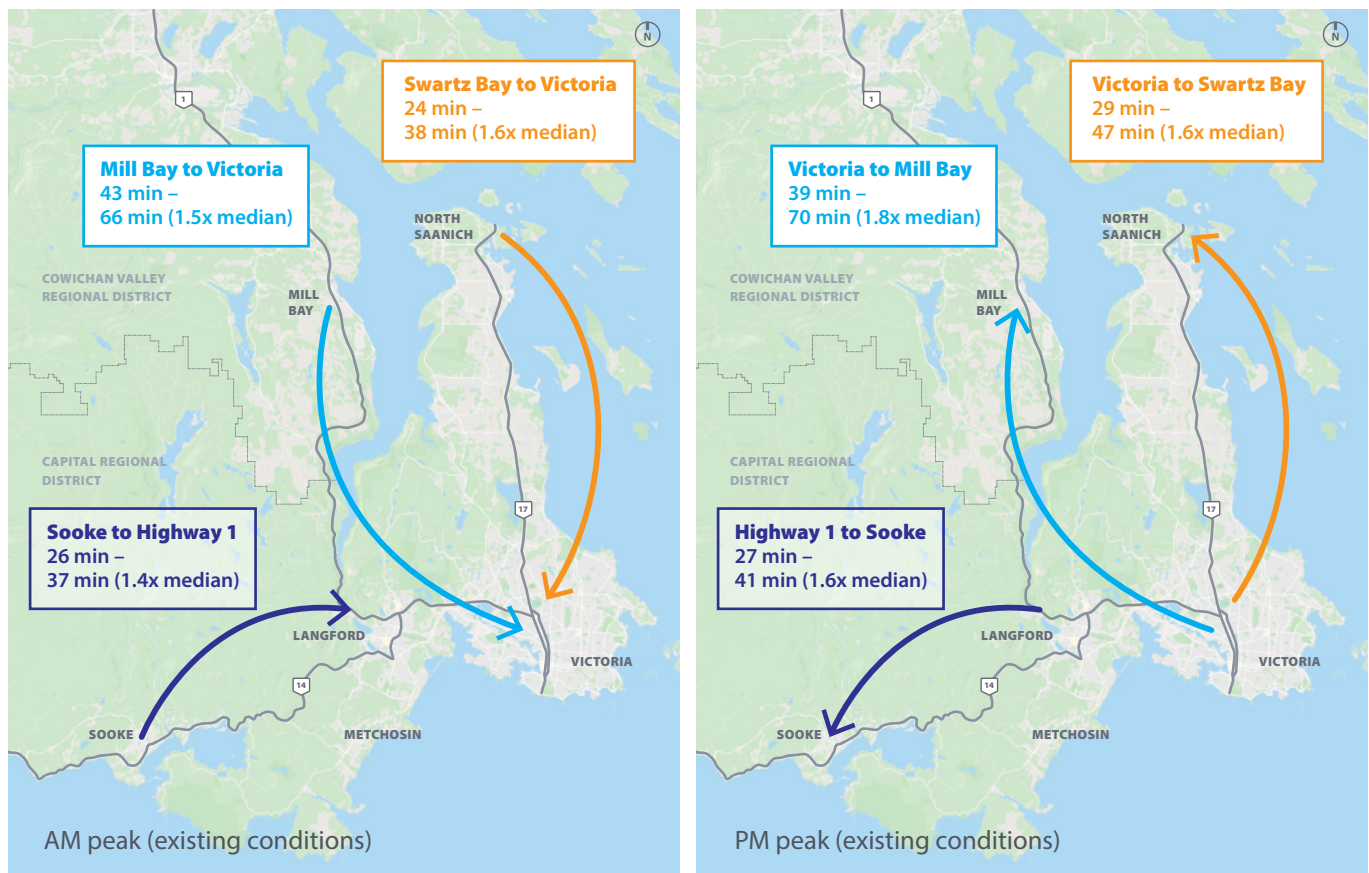 N
1
Swartz Bay to Victoria
24 min –
38 min (1.6x median)
Mill Bay to Victoria
43 min –
66 min (1.5x median)
NORTH
SAANICH
COWICHAN VALLEY
REGIONAL DISTRICT
MILL
BAY
CAPITAL REGIONAL
DISTRICT
17
Sooke to Highway 1
26 min –
37 min (1.4x median)
LANGFORD
VICTORIA
14
SOOKE
METCHOSIN
AM peak (existing conditions)
N
1
Victoria to Swartz Bay
29 min –
47 min (1.6x median)
Victoria to Mill Bay
39 min –
70 min (1.8x median)
NORTH
SAANICH
COWICHAN VALLEY
REGIONAL DISTRICT
MILL
BAY
CAPITAL REGIONAL
DISTRICT
17
Highway 1 to Sooke
27 min –
41 min (1.6x median)
LANGFORD
VICTORIA
14
SOOKE
METCHOSIN
PM peak (existing conditions)